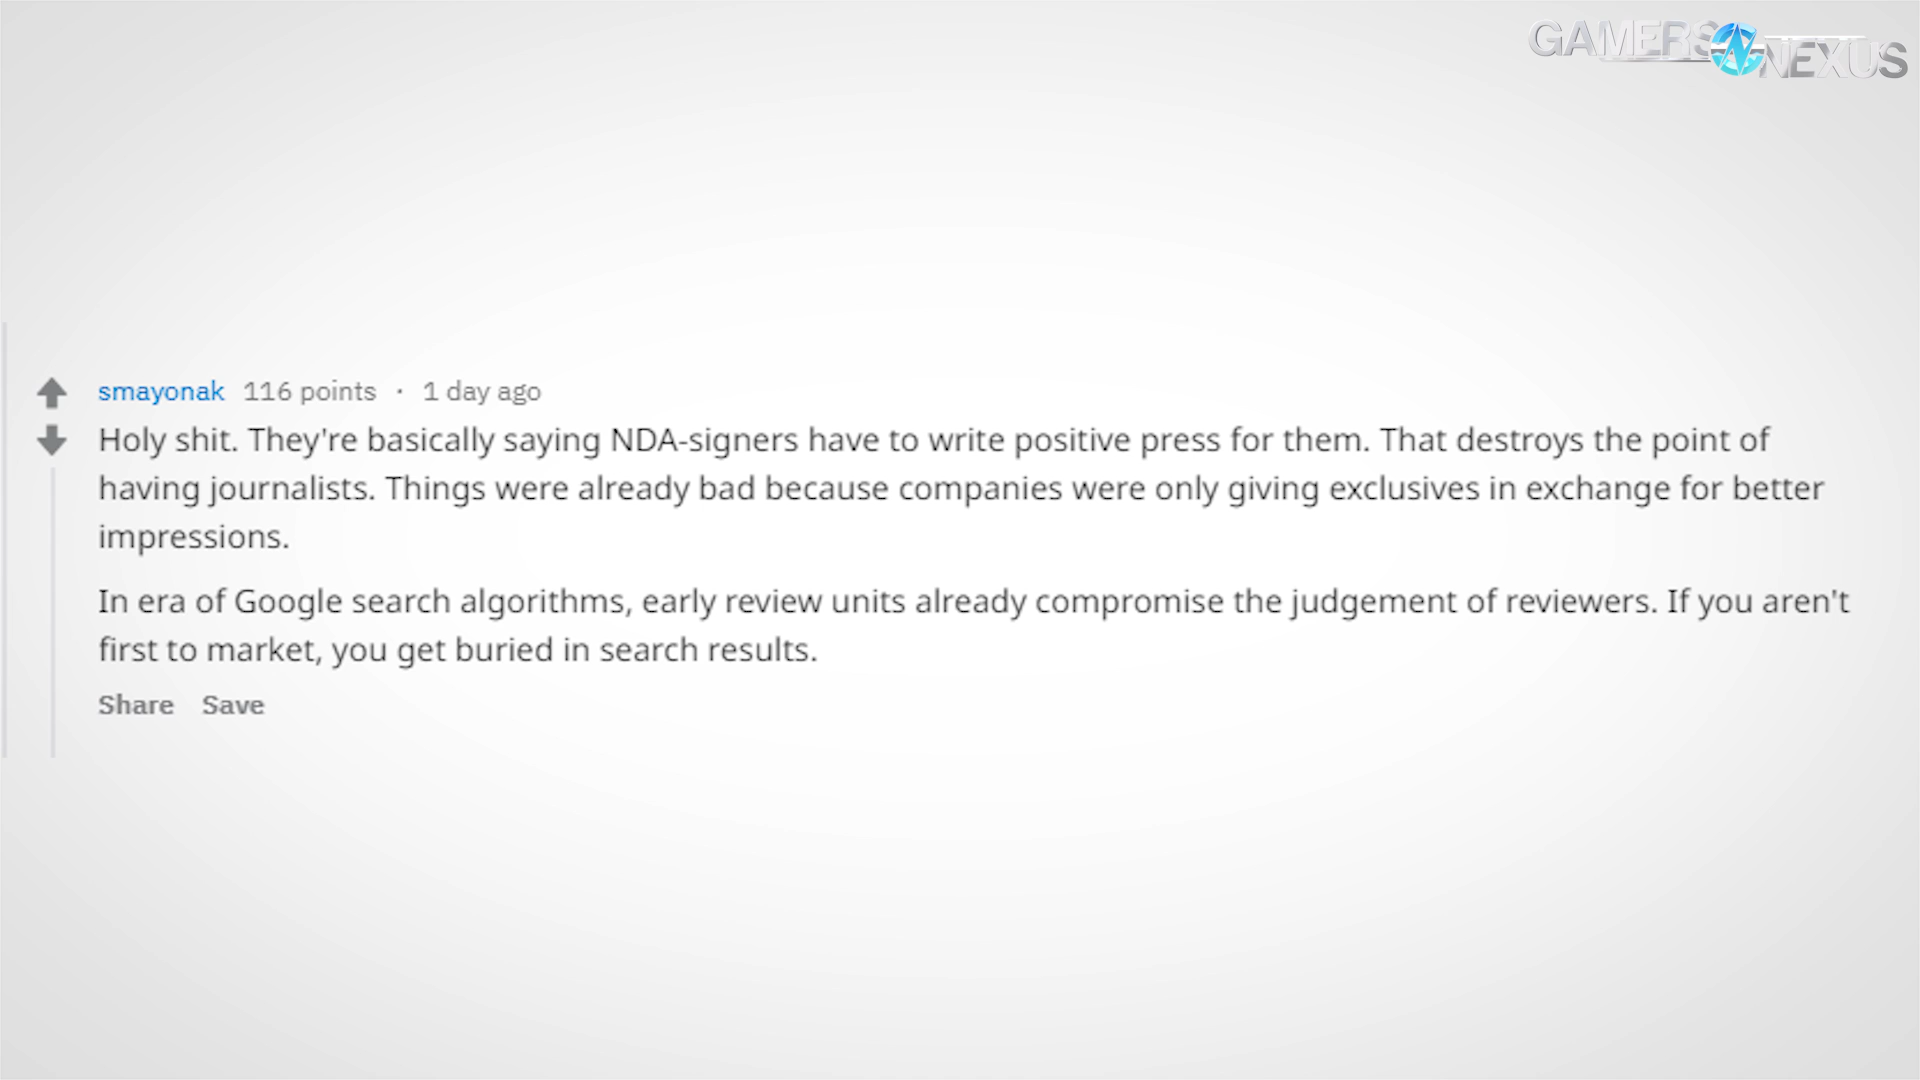 GAMERS NEXUS
smayonak 116 points · 1 day ago
Holy shit. They're basically saying NDA-signers have to write positive press for them. That destroys the point of
having journalists. Things were already bad because companies were only giving exclusives in exchange for better
impressions.
In era of Google search algorithms, early review units already compromise the judgement of reviewers. If you aren't
first to market, you get buried in search results.
Share Save